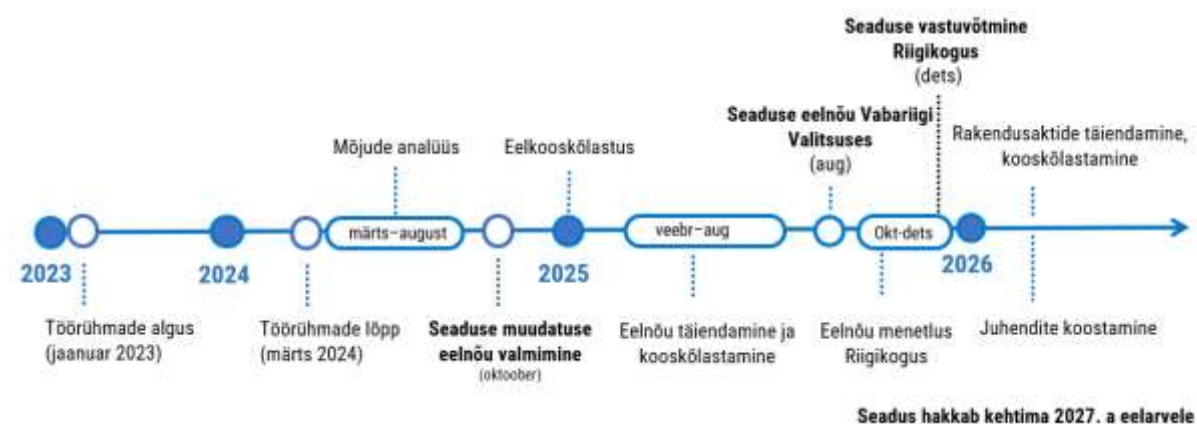 Seaduse vastuvõtmine
Riigikogus
(dets)
Seaduse eelnõu Vabariigi
Valitsuses
(aug)
Mõjude analüüs
Eelkooskõlastus
Rakendusaktide täiendamine,
kooskõlastamine
märts–august
veebr–aug
Okt-dets
2023
2024
2025
2026
Töörühmade algus
(jaanuar 2023)
Töörühmade lõpp
(märts 2024)
Seaduse muudatuse
eelnõu valmimine
(oktoober)
Eelnõu täiendamine ja
kooskõlastamine
Eelnõu menetlus
Riigikogus
Juhendite koostamine
Seadus hakkab kehtima 2027. a eelarvele